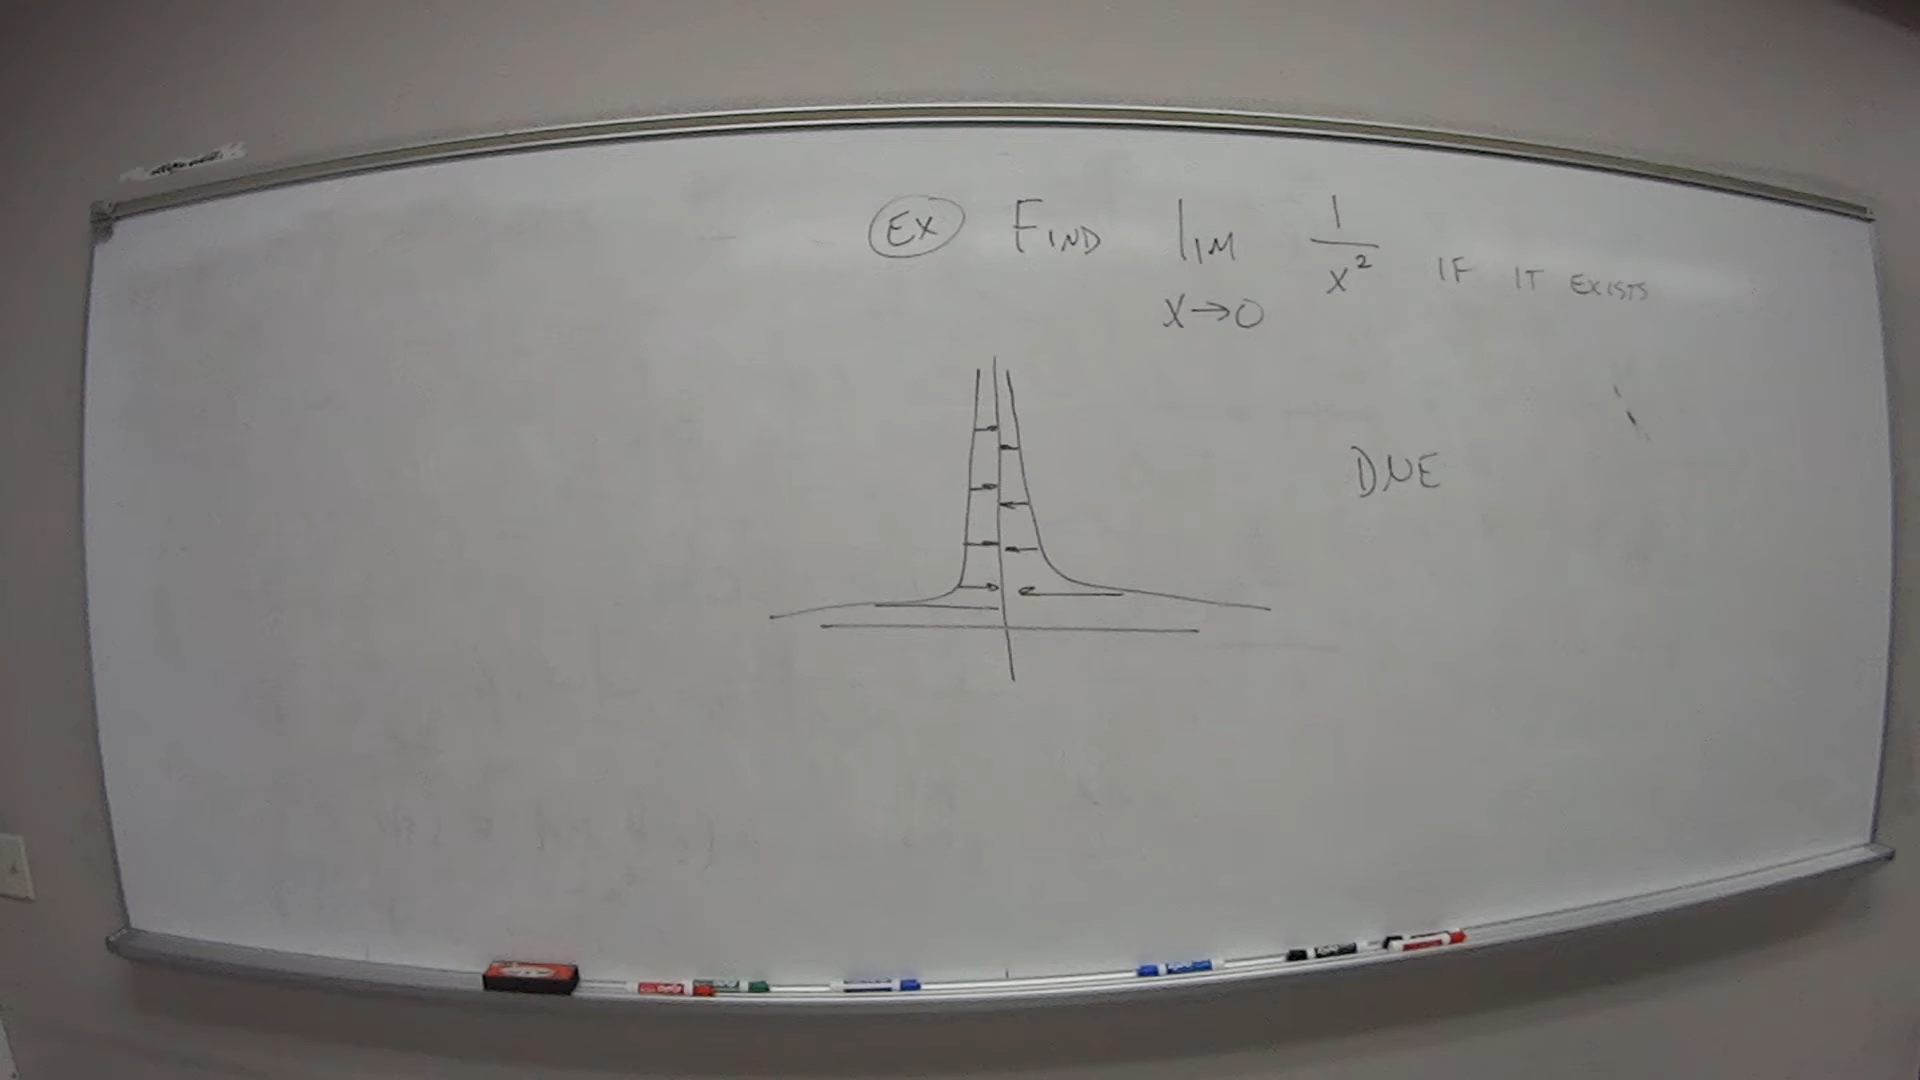 EX FIND lim 1/x² IF IT EXISTS
x→0
DNE